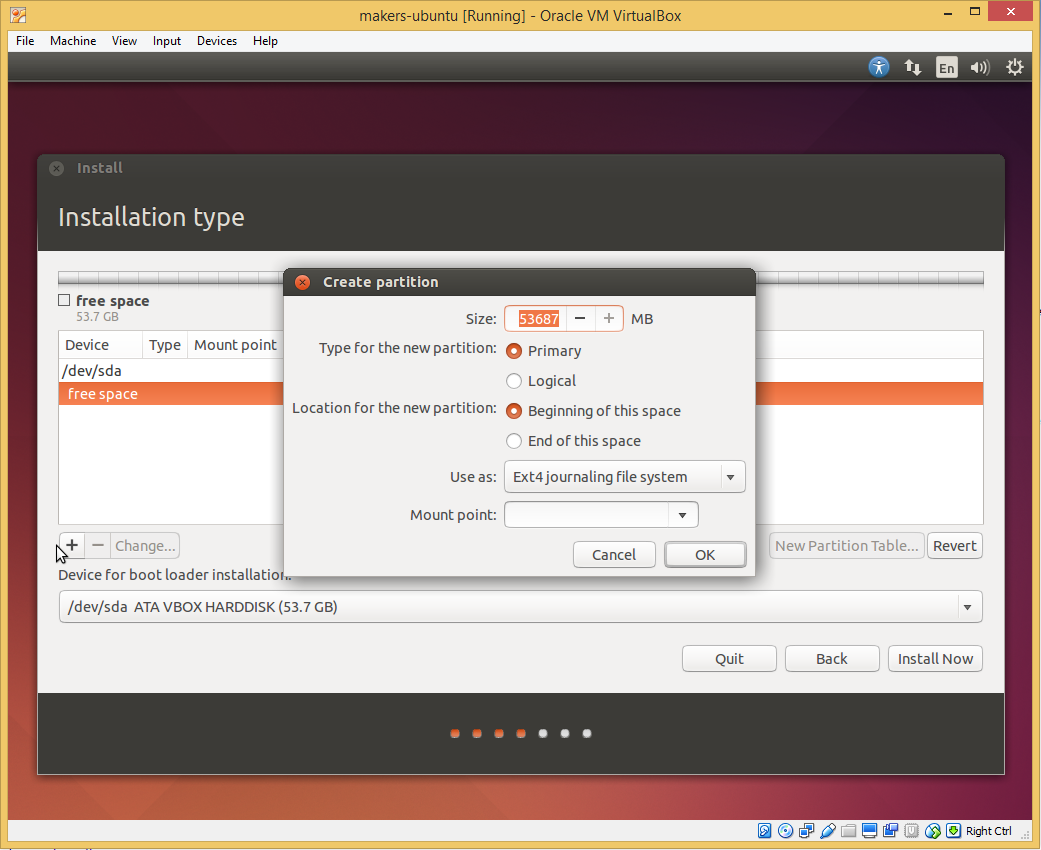 makers-ubuntu [Running] - Oracle VM VirtualBox
File Machine View Input Devices Help
En
Install
Installation type
free space
53.7 GB
Device Type Mount point
/dev/sda
free space
Create partition
Size: 53687 MB
Type for the new partition: Primary
Logical
Location for the new partition: Beginning of this space
End of this space
Use as: Ext4 journaling file system
Mount point:
Cancel OK
+ − Change... New Partition Table... Revert
Device for boot loader installation:
/dev/sda ATA VBOX HARDDISK (53.7 GB)
Quit Back Install Now
Right Ctrl